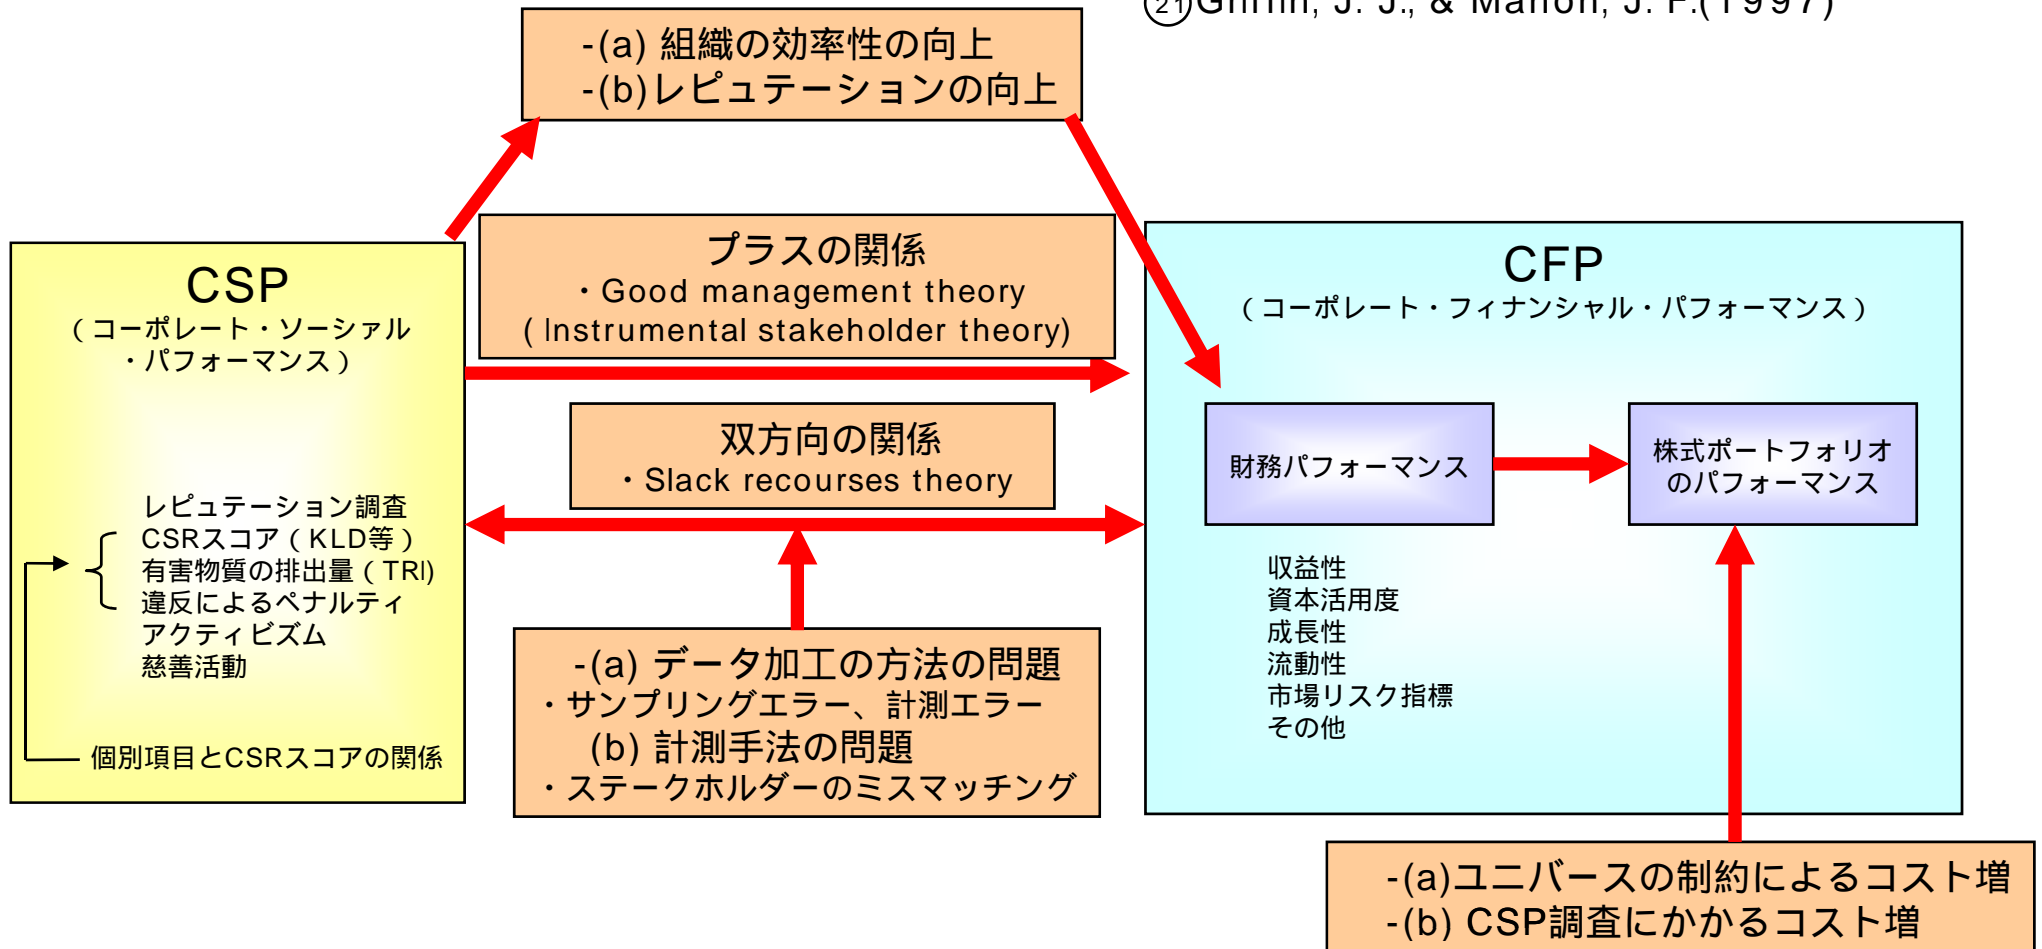 ㉑Griffin, J. J., & Mahon, J. F.(1997)
-(a) 組織の効率性の向上
-(b)レピュテーションの向上
プラスの関係
・Good management theory
( Instrumental stakeholder theory)
CSP
（コーポレート・ソーシァル
・パフォーマンス）
レピュテーション調査
CSRスコア（KLD等）
有害物質の排出量（TRI)
違反によるペナルティ
アクティビズム
慈善活動
個別項目とCSRスコアの関係
双方向の関係
・Slack recourses theory
-(a) データ加工の方法の問題
・サンプリングエラー、計測エラー
(b) 計測手法の問題
・ステークホルダーのミスマッチング
CFP
（コーポレート・フィナンシャル・パフォーマンス）
財務パフォーマンス
株式ポートフォリオ
のパフォーマンス
収益性
資本活用度
成長性
流動性
市場リスク指標
その他
-(a)ユニバースの制約によるコスト増
-(b) CSP調査にかかるコスト増